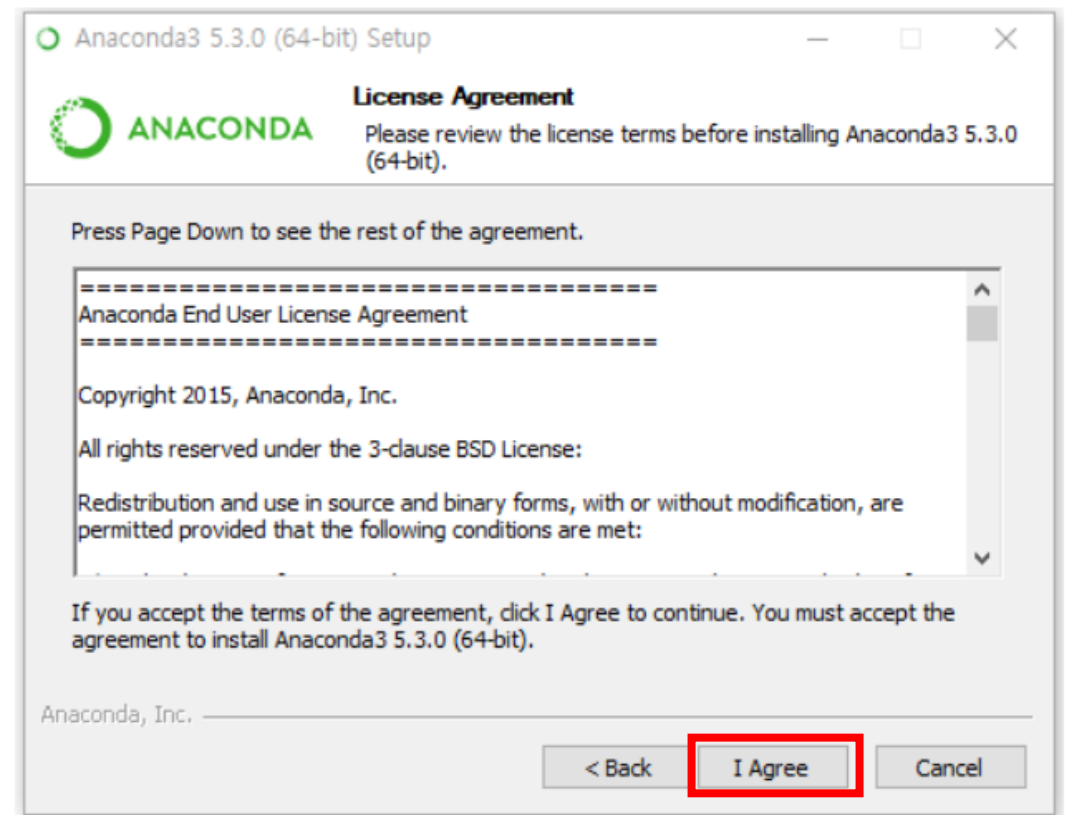 Anaconda3 5.3.0 (64-bit) Setup
ANACONDA
License Agreement
Please review the license terms before installing Anaconda3 5.3.0
(64-bit).
Press Page Down to see the rest of the agreement.
===================================
Anaconda End User License Agreement
===================================
Copyright 2015, Anaconda, Inc.
All rights reserved under the 3-clause BSD License:
Redistribution and use in source and binary forms, with or without modification, are
permitted provided that the following conditions are met:
If you accept the terms of the agreement, click I Agree to continue. You must accept the
agreement to install Anaconda3 5.3.0 (64-bit).
Anaconda, Inc.
< Back
I Agree
Cancel